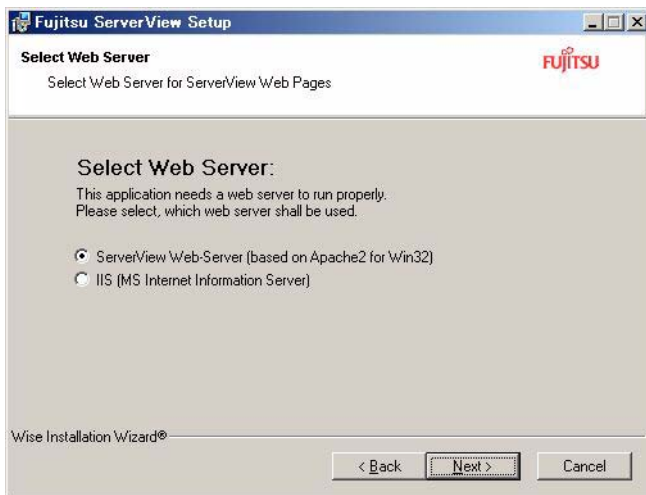 Fujitsu ServerView Setup
Select Web Server
FUJITSU
Select Web Server for ServerView Web Pages
Select Web Server:
This application needs a web server to run properly.
Please select, which web server shall be used.
ServerView Web-Server (based on Apache2 for Win32)
IIS (MS Internet Information Server)
Wise Installation Wizard®
< Back
Next >
Cancel